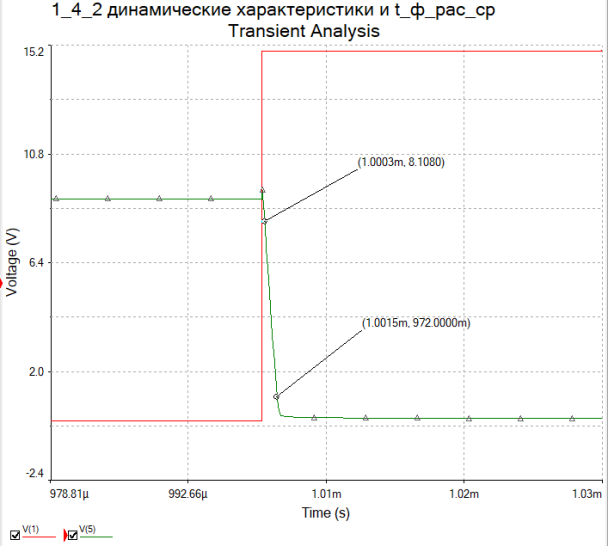 1_4_2 динамические характеристики и t_ф_рас_ср
Transient Analysis
15.2
10.8
(1.0003m, 8.1080)
Voltage (V)
6.4
(1.0015m, 972.0000m)
2.0
-2.4
978.81µ 992.66µ 1.01m 1.02m 1.03m
Time (s)
V(1) V(5)